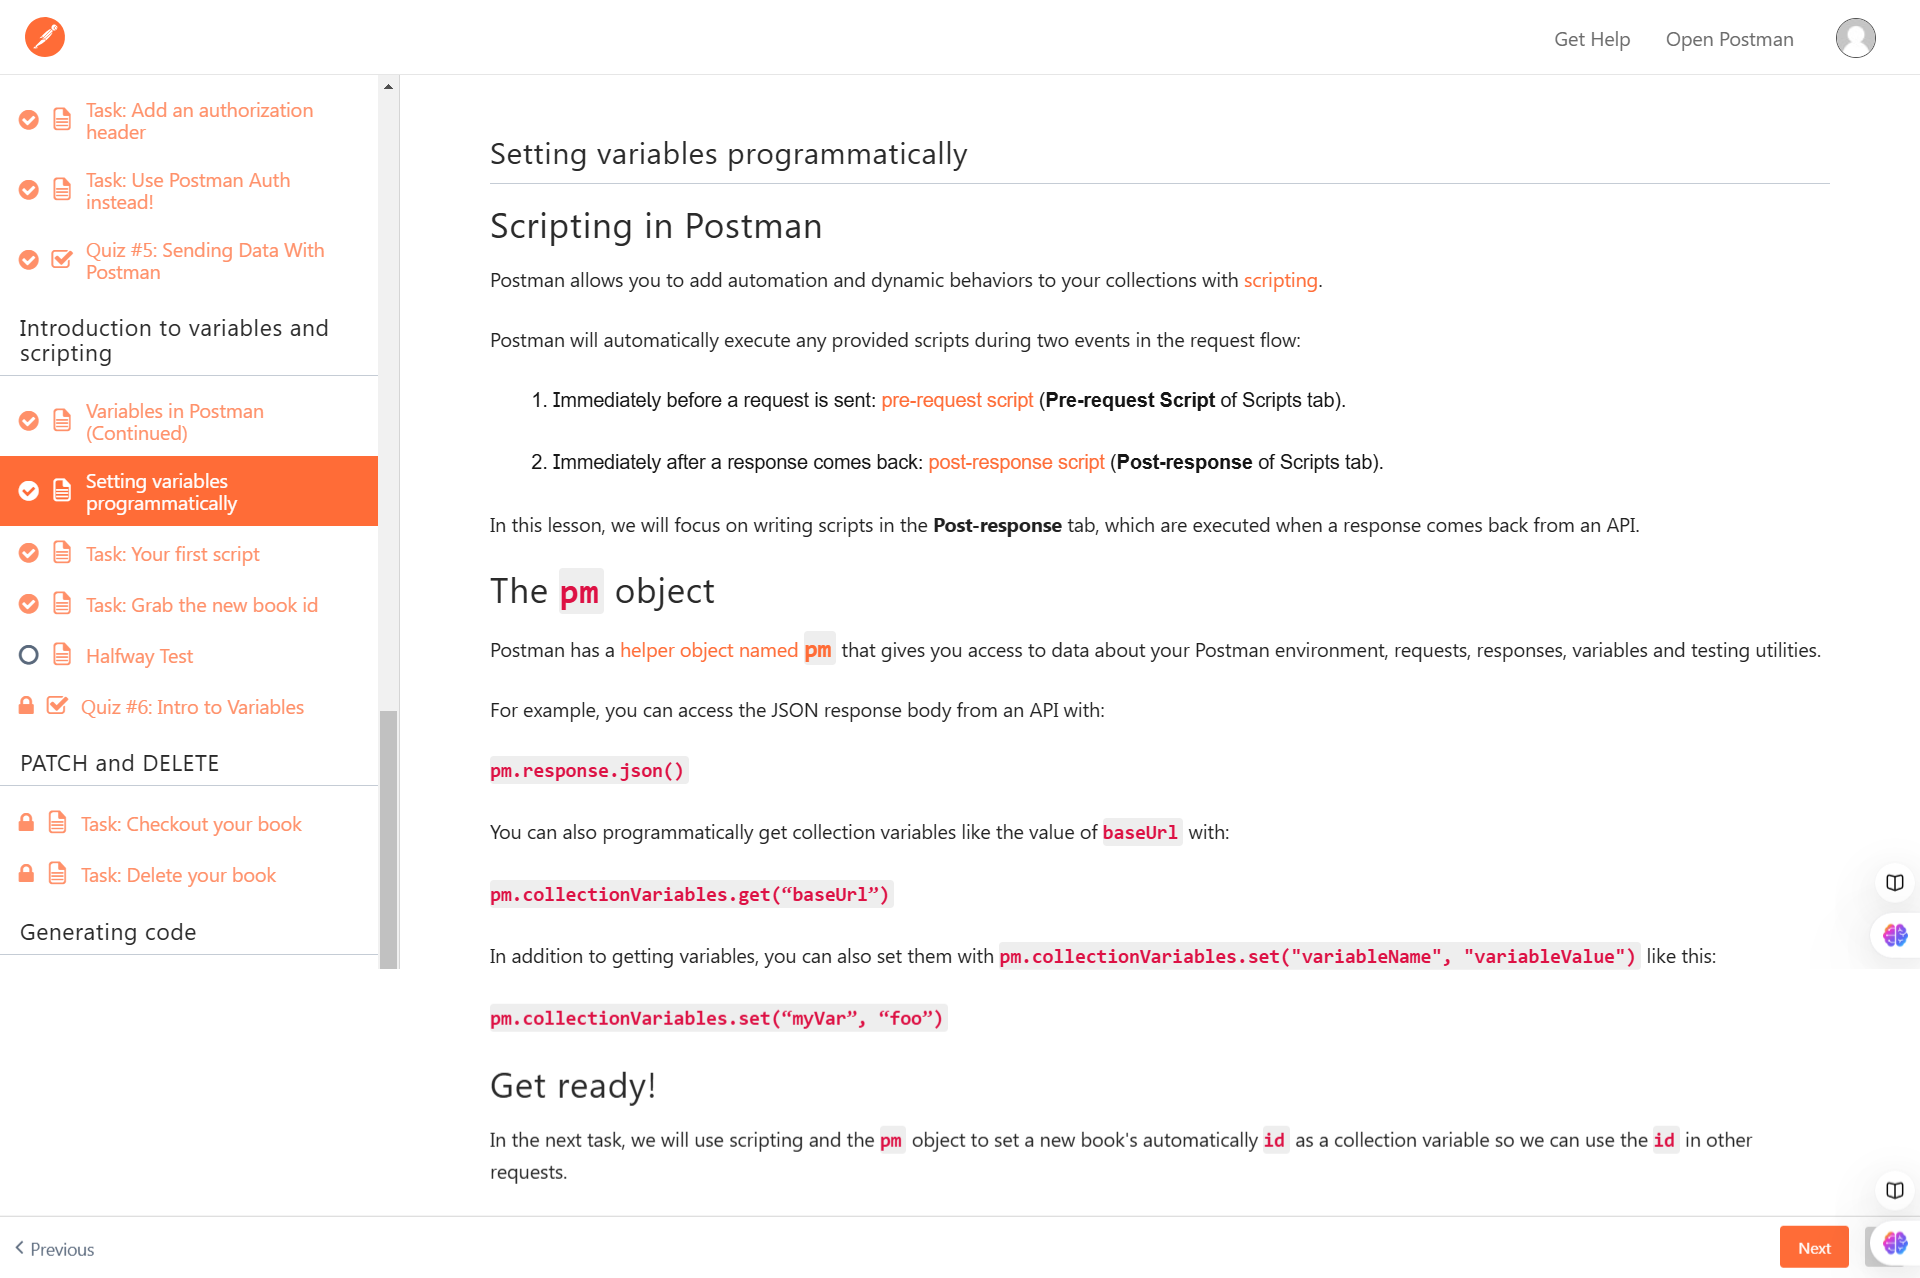 Get Help
Open Postman
Task: Add an authorization
header
Task: Use Postman Auth
instead!
Quiz #5: Sending Data With
Postman
Introduction to variables and
scripting
Variables in Postman
(Continued)
Setting variables
programmatically
Task: Your first script
Task: Grab the new book id
Halfway Test
Quiz #6: Intro to Variables
PATCH and DELETE
Task: Checkout your book
Task: Delete your book
Generating code
Setting variables programmatically
Scripting in Postman
Postman allows you to add automation and dynamic behaviors to your collections with scripting.
Postman will automatically execute any provided scripts during two events in the request flow:
1. Immediately before a request is sent: pre-request script (Pre-request Script of Scripts tab).
2. Immediately after a response comes back: post-response script (Post-response of Scripts tab).
In this lesson, we will focus on writing scripts in the Post-response tab, which are executed when a response comes back from an API.
The pm object
Postman has a helper object named pm that gives you access to data about your Postman environment, requests, responses, variables and testing utilities.
For example, you can access the JSON response body from an API with:
pm.response.json()
You can also programmatically get collection variables like the value of baseUrl with:
pm.collectionVariables.get(“baseUrl”)
In addition to getting variables, you can also set them with pm.collectionVariables.set("variableName", "variableValue") like this:
pm.collectionVariables.set(“myVar”, “foo”)
Get ready!
In the next task, we will use scripting and the pm object to set a new book's automatically id as a collection variable so we can use the id in other
requests.
Previous
Next